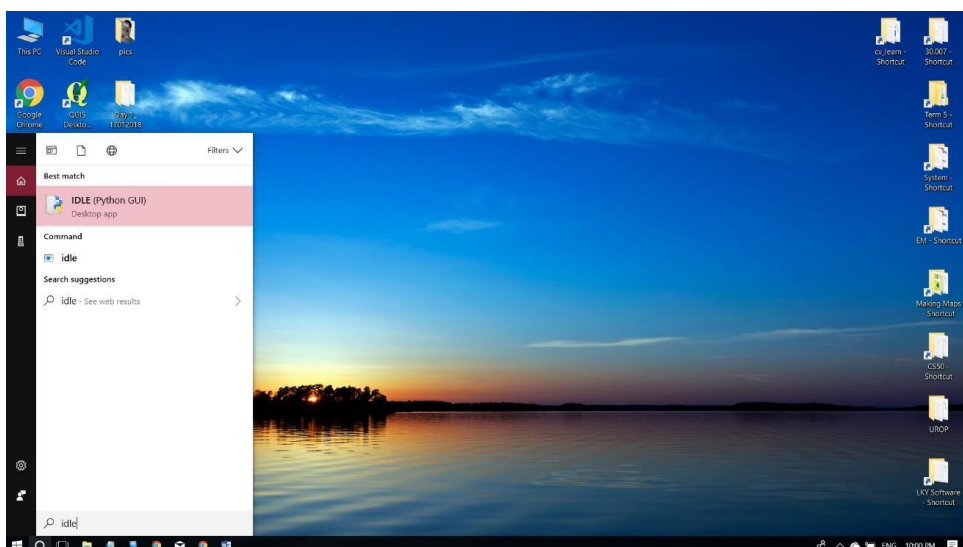 This PC
Visual Studio
Code
pics
Google
Chrome
QGIS
Deskto...
Day 1_
17012018
cv_learn -
Shortcut
30.007 -
Shortcut
Term 5 -
Shortcut
System -
Shortcut
EM - Shortcut
Making Maps
- Shortcut
CS50 -
Shortcut
UROP
LKY Software
- Shortcut
Filters
Best match
IDLE (Python GUI)
Desktop app
Command
idle
Search suggestions
idle - See web results
idle
ENG 10:00 PM